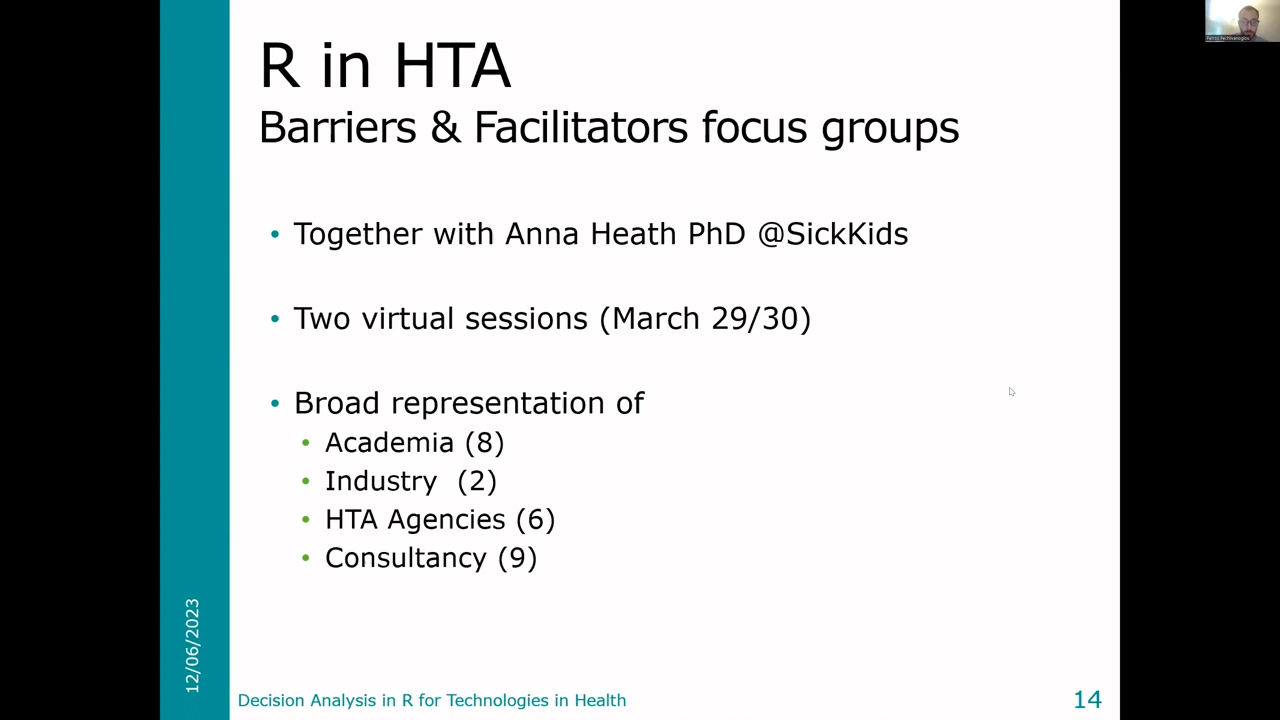 R in HTA
Barriers & Facilitators focus groups
• Together with Anna Heath PhD @SickKids
• Two virtual sessions (March 29/30)
• Broad representation of
• Academia (8)
• Industry (2)
• HTA Agencies (6)
• Consultancy (9)
12/06/2023
Decision Analysis in R for Technologies in Health
14